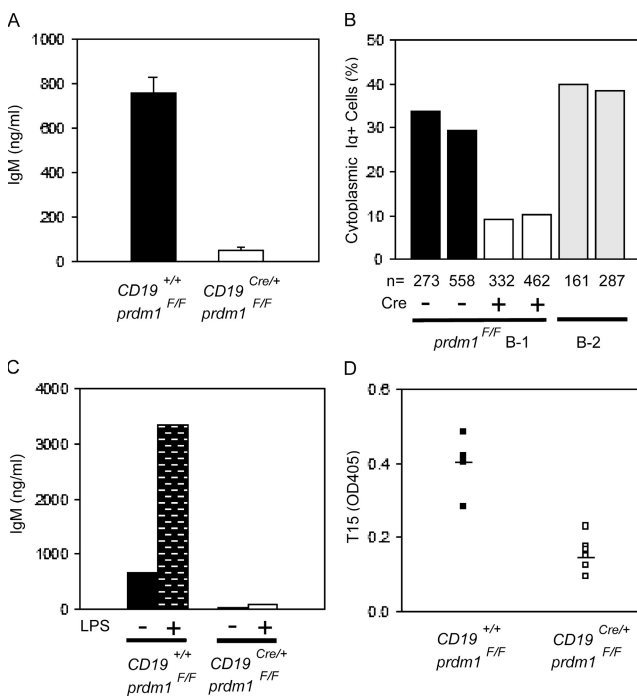 A
IgM (ng/ml)
1000
800
600
400
200
0
CD19 +/+ CD19 Cre/+
prdm1 F/F prdm1 F/F
B
Cytoplasmic Ig+ Cells (%)
50
40
30
20
10
0
n= 273 558 332 462 161 287
Cre - - + +
prdm1 F/F B-1 B-2
C
IgM (ng/ml)
4000
3000
2000
1000
0
LPS - + - +
CD19 +/+ CD19 Cre/+
prdm1 F/F prdm1 F/F
D
T15 (OD405)
0.6
0.4
0.2
0.0
CD19 +/+ CD19 Cre/+
prdm1 F/F prdm1 F/F